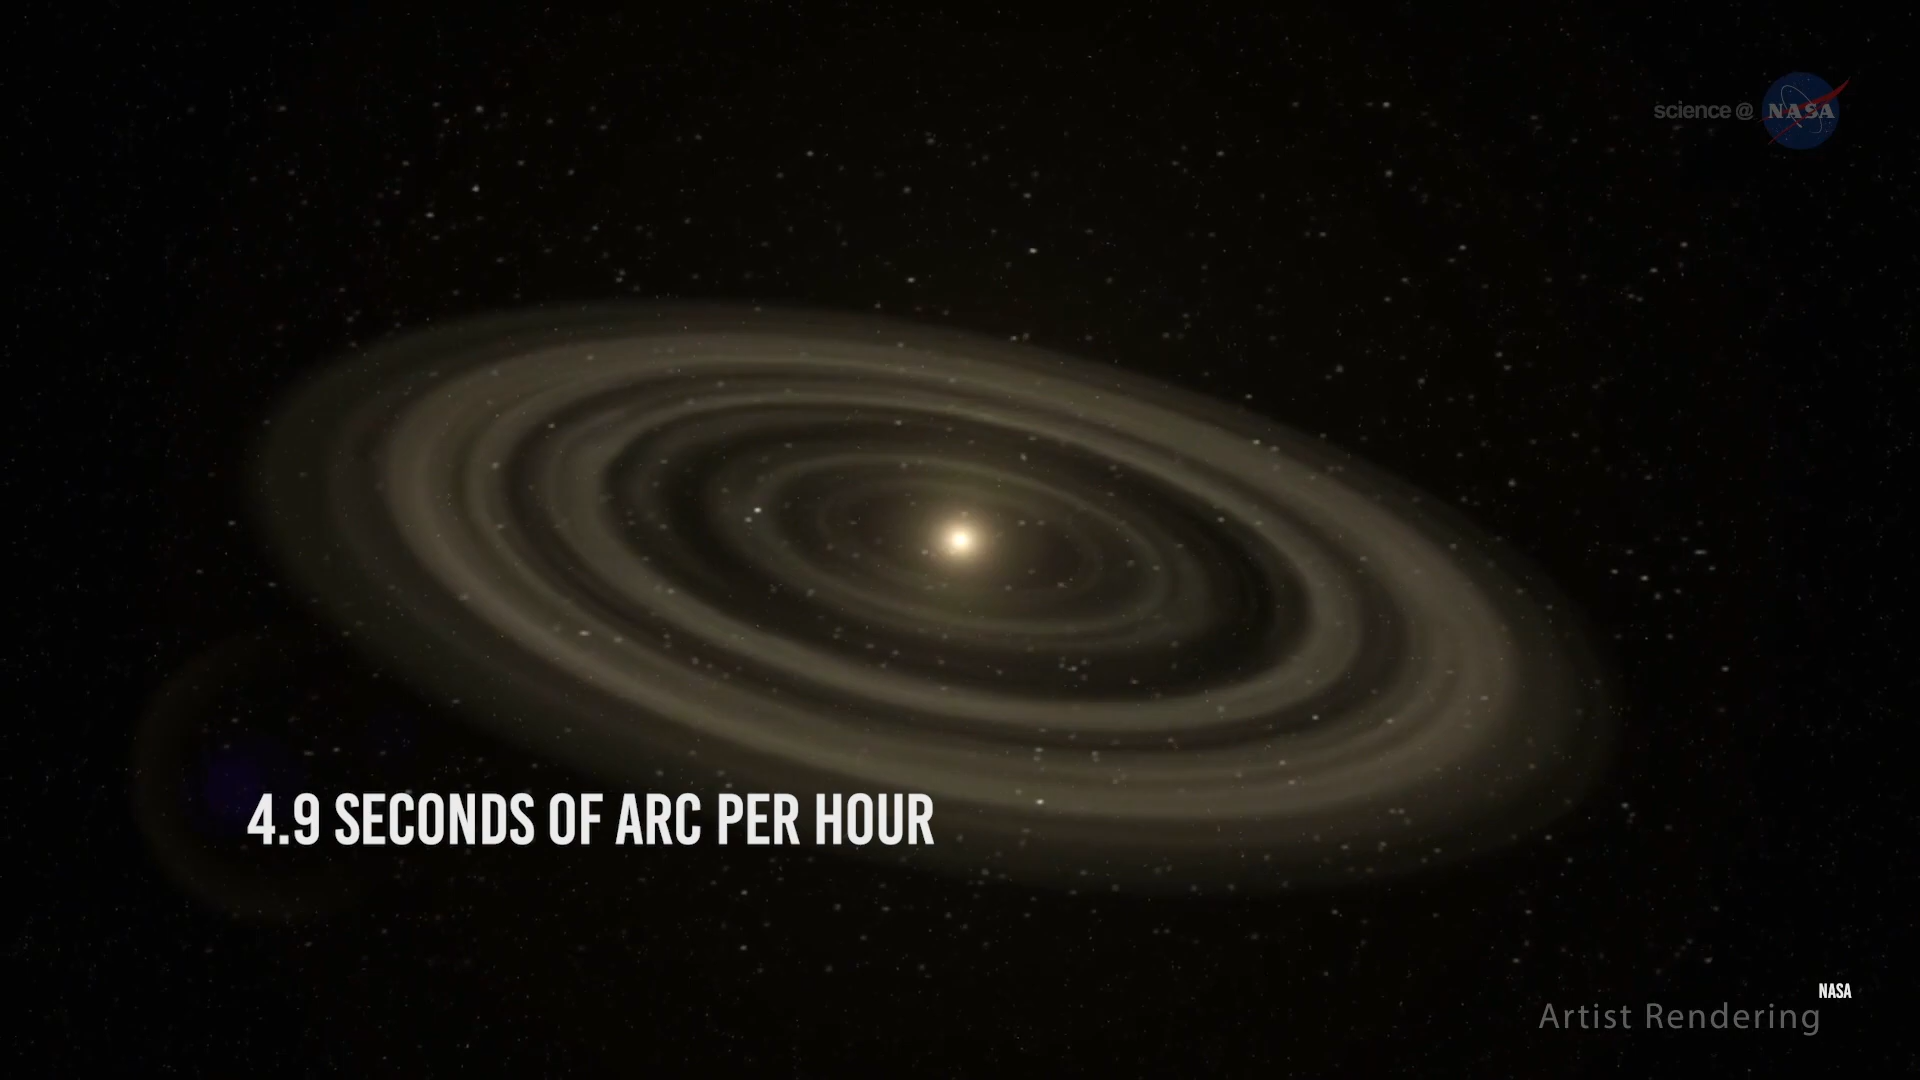 science @ NASA
4.9 SECONDS OF ARC PER HOUR
NASA
Artist Rendering